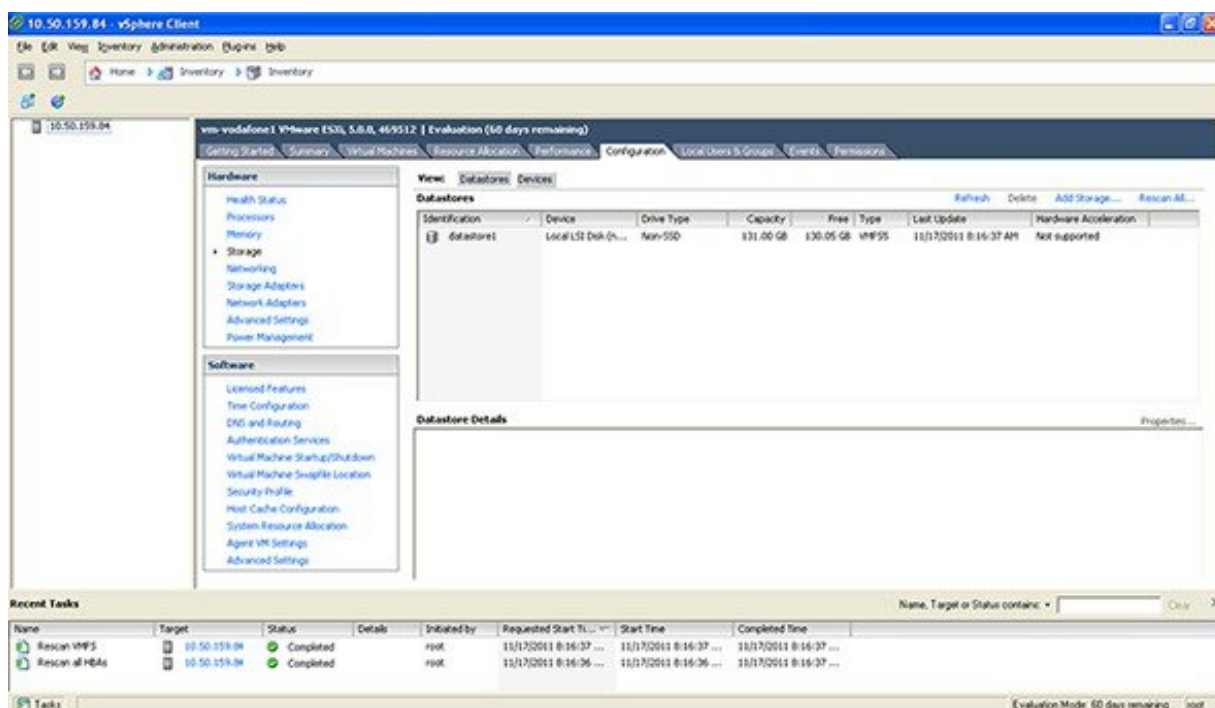 10.50.159.84 - vSphere Client
File Edit View Inventory Administration Plug-ins Help
Home Inventory Inventory
10.50.159.84
vm-vodafone1 VMware ESXi, 5.0.0, 469512 | Evaluation (60 days remaining)
Getting Started Summary Virtual Machines Resource Allocation Performance Configuration Local Users & Groups Events Permissions
Hardware
Health Status
Processors
Memory
Storage
Networking
Storage Adapters
Network Adapters
Advanced Settings
Power Management
Software
Licensed Features
Time Configuration
DNS and Routing
Authentication Services
Virtual Machine Startup/Shutdown
Virtual Machine Swapfile Location
Security Profile
Host Cache Configuration
System Resource Allocation
Agent VM Settings
Advanced Settings
View: Datastores Devices
Datastores Refresh Delete Add Storage... Rescan All...
Identification Device Drive Type Capacity Free Type Last Update Hardware Acceleration
datastore1 Local LSI Disk (n... Non-SSD 131.00 GB 130.05 GB VMFS5 11/17/2011 8:16:37 AM Not supported
Datastore Details Properties...
Recent Tasks Name, Target or Status contains: Clear
Name Target Status Details Initiated by Requested Start Ti... Start Time Completed Time
Rescan VMFS 10.50.159.84 Completed root 11/17/2011 8:16:37 ... 11/17/2011 8:16:37 ... 11/17/2011 8:16:37 ...
Rescan all HBAs 10.50.159.84 Completed root 11/17/2011 8:16:36 ... 11/17/2011 8:16:36 ... 11/17/2011 8:16:37 ...
Tasks Evaluation Mode: 60 days remaining root